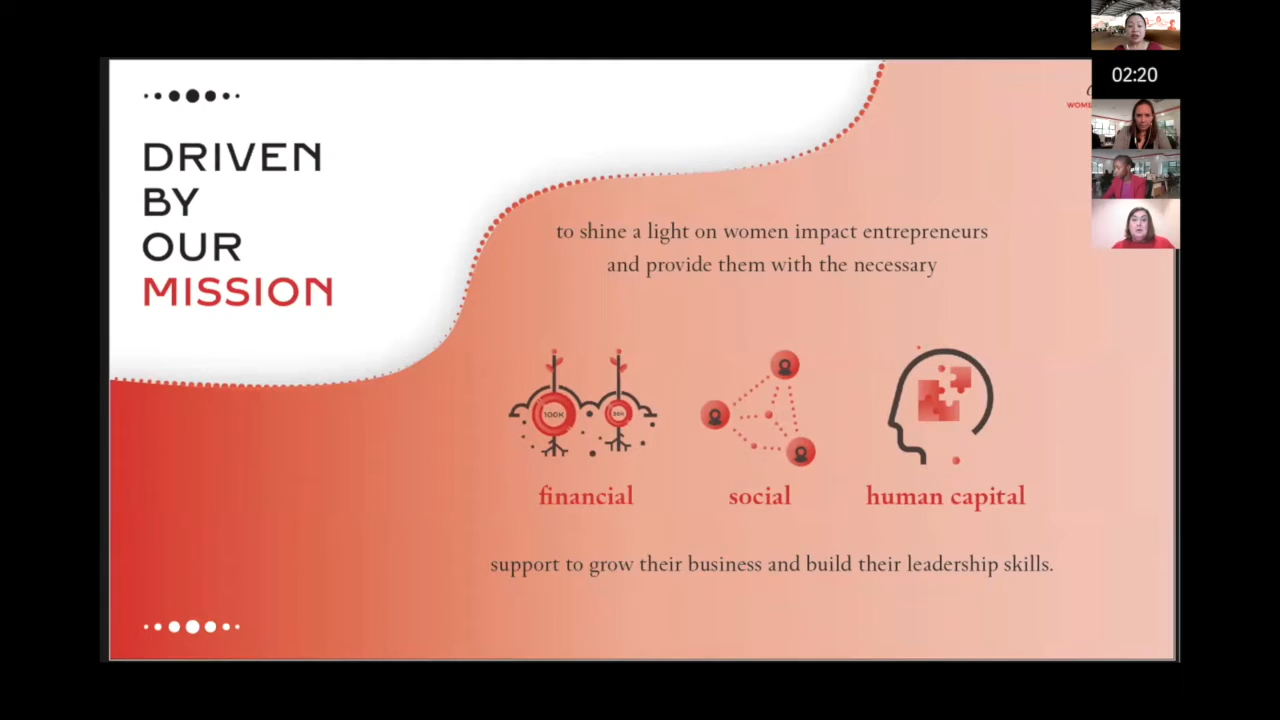 02:20
WOME
DRIVEN
BY
OUR
MISSION
to shine a light on women impact entrepreneurs
and provide them with the necessary
100K
financial
social
human capital
support to grow their business and build their leadership skills.